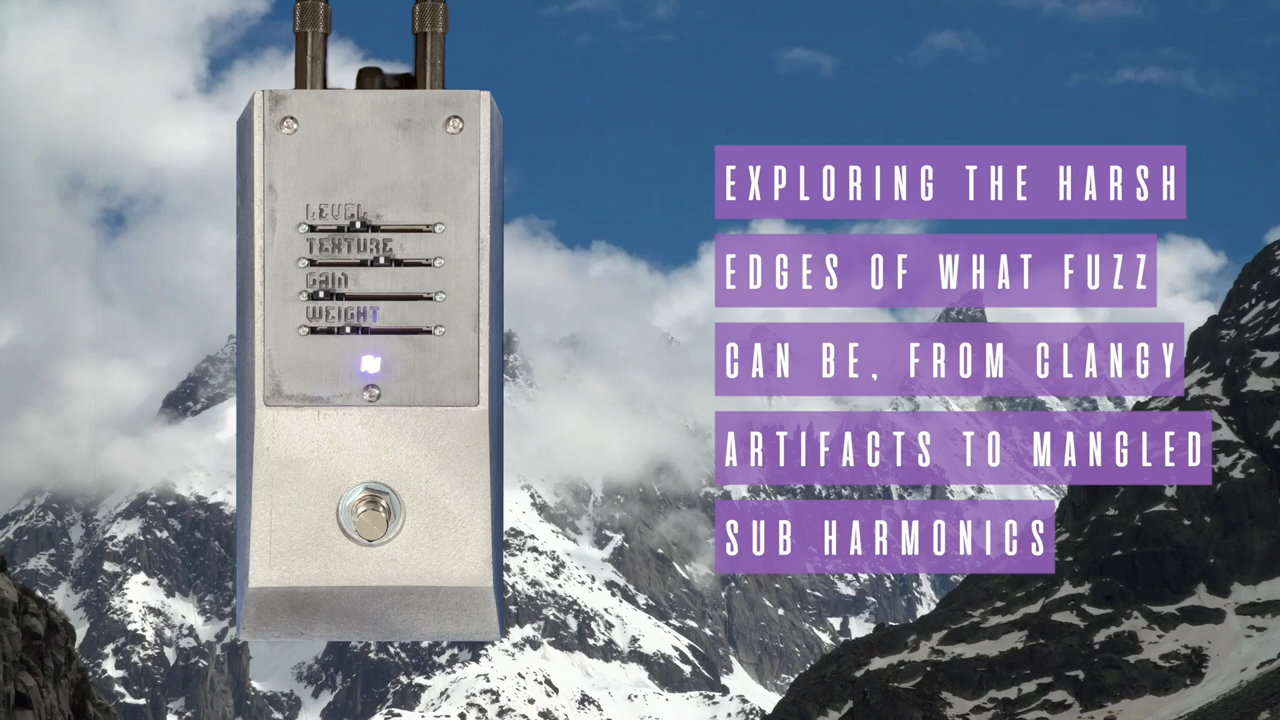 LEVEL
TEXTURE
GAIN
WEIGHT
EXPLORING THE HARSH
EDGES OF WHAT FUZZ
CAN BE, FROM CLANGY
ARTIFACTS TO MANGLED
SUB HARMONICS